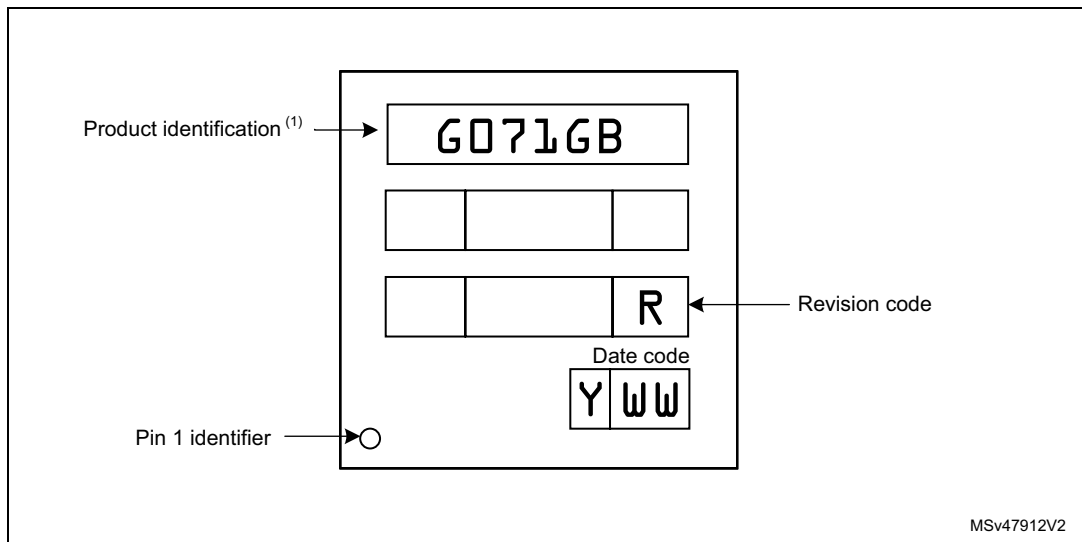 Product identification (1)
G071GB
R
Revision code
Date code
Y WW
Pin 1 identifier
MSv47912V2